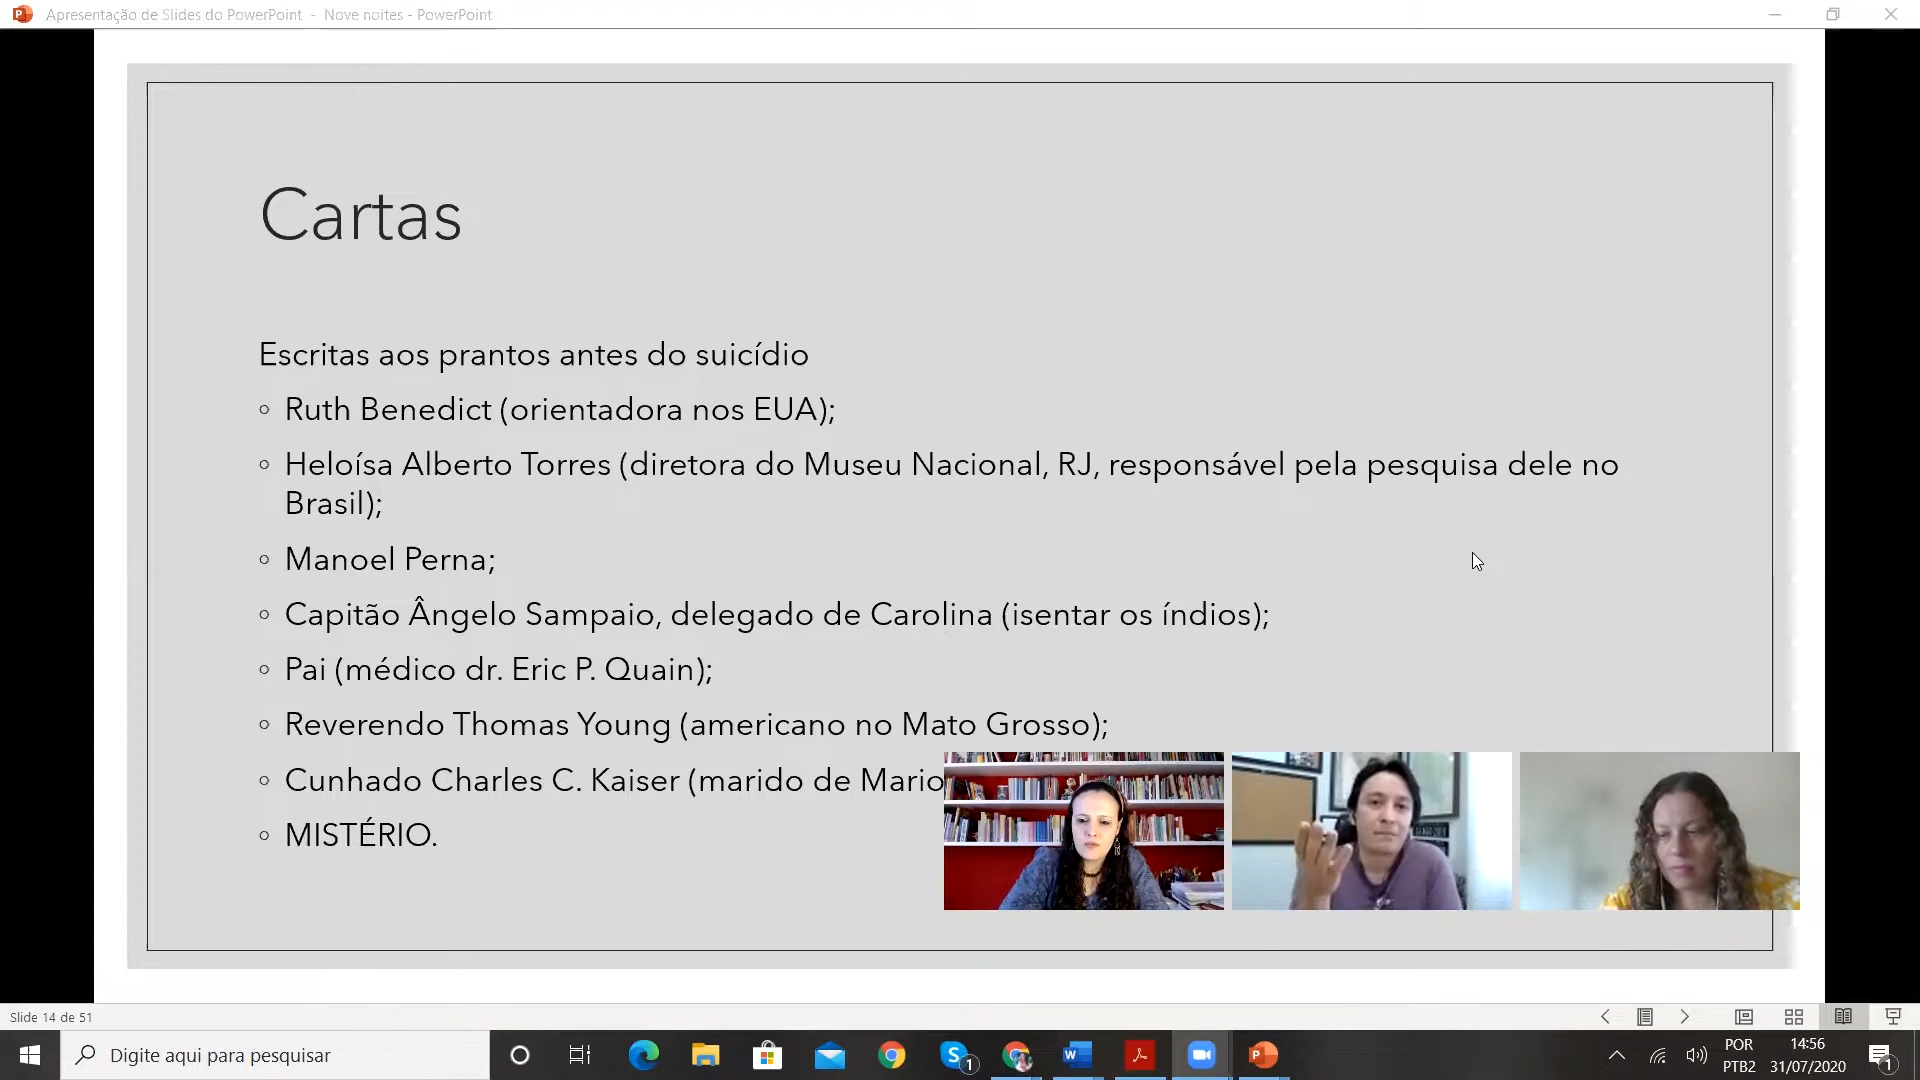 Apresentação de Slides do PowerPoint - Nove noites - PowerPoint
Cartas
Escritas aos prantos antes do suicídio
◦ Ruth Benedict (orientadora nos EUA);
◦ Heloísa Alberto Torres (diretora do Museu Nacional, RJ, responsável pela pesquisa dele no
Brasil);
◦ Manoel Perna;
◦ Capitão Ângelo Sampaio, delegado de Carolina (isentar os índios);
◦ Pai (médico dr. Eric P. Quain);
◦ Reverendo Thomas Young (americano no Mato Grosso);
◦ Cunhado Charles C. Kaiser (marido de Mario
◦ MISTÉRIO.
Slide 14 de 51
Digite aqui para pesquisar
1
POR
PTB2
14:56
31/07/2020
1